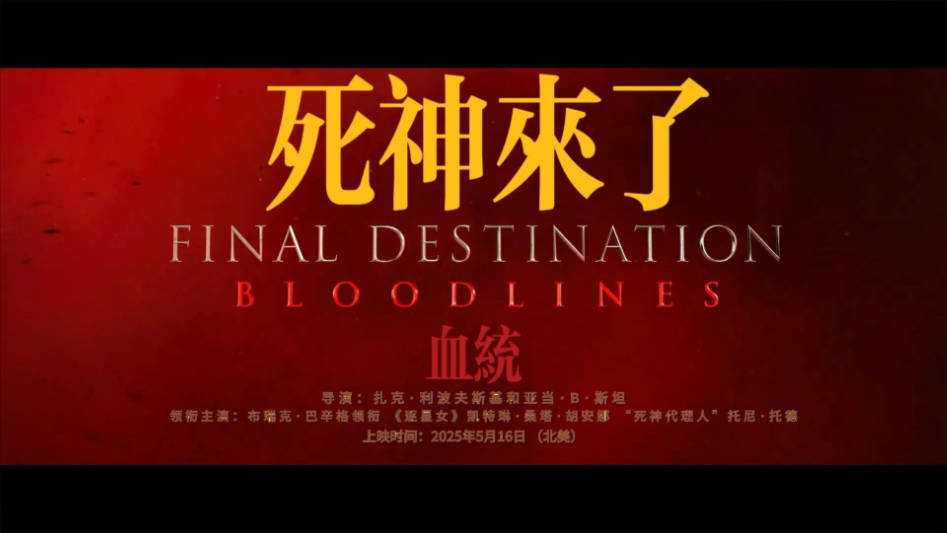 死神來了
FINAL DESTINATION
BLOODLINES
血統
导演：扎克·利波夫斯基和亚当·B·斯坦
领衔主演：布瑞克·巴辛格领衔 《逐星女》凯特琳·桑塔·胡安娜 “死神代理人”托尼·托德
上映时间：2025年5月16日 （北美）